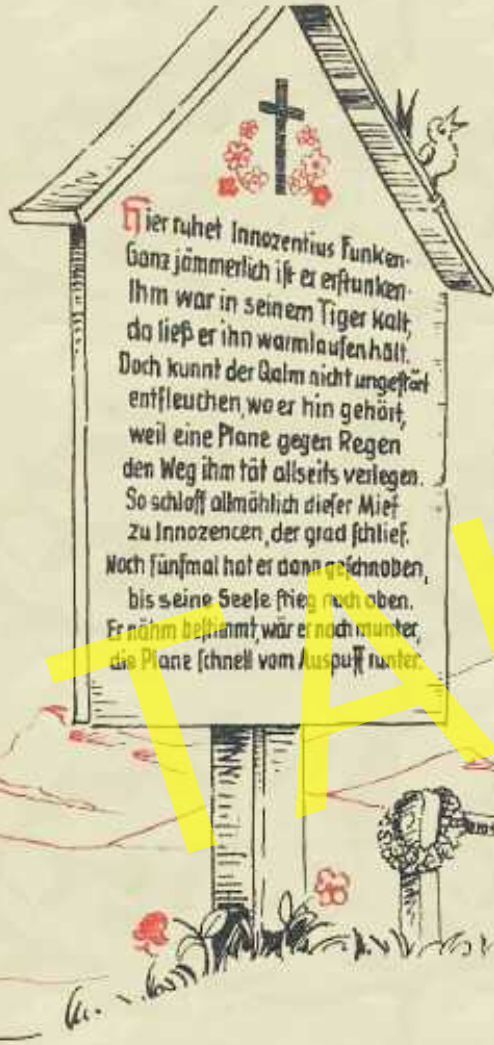 Hier ruhet Innozentius Funken.
Ganz jämmerlich iſt er erſtunken.
Ihm war in seinem Tiger kalt,
da ließ er ihn warmlaufen halt.
Doch kunnt der Qalm nicht ungeſtört
entfleuchen, wo er hin gehört,
weil eine Plane gegen Regen
den Weg ihm tät allseits verlegen.
So schloff allmählich dieſer Mief
zu Innozencen, der grad ſchlief.
Noch fünfmal hat er dann geſchnoben,
bis seine Seele ſtieg nach oben.
Er nähm beſtimmt, wär er noch munter,
die Plane ſchnell vom Auspuff runter.
TA